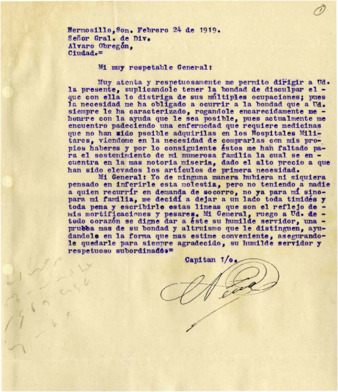 1
Hermosillo, Son. Febrero 24 de 1919.
Señor Gral. de Div.
Alvaro Obregón,
Ciudad.=
Mi muy respetable General:
Muy atenta y respetuosamente me permito dirigir a Ud.
la presente, suplicandole tener la bondad de disculpar el -
que con ella lo distriga de sus múltiples ocupaciones; pues
la necesidad me ha obligado a ocurrir a la bondad que a Ud.
siempre le ha caracterizado, rogandole encarecidamente me -
honrre con la ayuda que le sea posible, pues actualmente me
encuentro padeciendo una enfermedad que requiere medicinas
que no han sido posible adquirilas en los Hospitales Mili-
tares, viendome en la necesidad de comprarlas con mis pro-
pios haberes y por lo consiguiente éstos me han faltado pa-
ra el sostenimiento de mi numerosa familia la cual se en-
cuentra en la mas notoria miseria, dado el alto precio a que
han sido elevados los artículos de primera necesidad.
Mi General: Yo de ninguna manera hubiera ni siquiera
pensado en inferirle esta molestia, pero no teniendo a nadie
a quien recurrir en demanda de socorro, no ya para mí,sino-
para mi familia, me decidí a dejar a un lado toda timidés y
toda pena y escribirle estas lineas que son el reflejo de -
mis mortificaciones y pesares. Mi General, ruego a Ud. de-
todo corazón se digne dar a éste su humilde servidor, una-
prueba mas de su bondad y altruismo que le distinguen, ayu-
dandole en la forma que mas estime conveniente, asegurando-
le quedarle para siempre agradecido, su humilde servidor y
respetuoso subordinado=
Capitan 1/o.